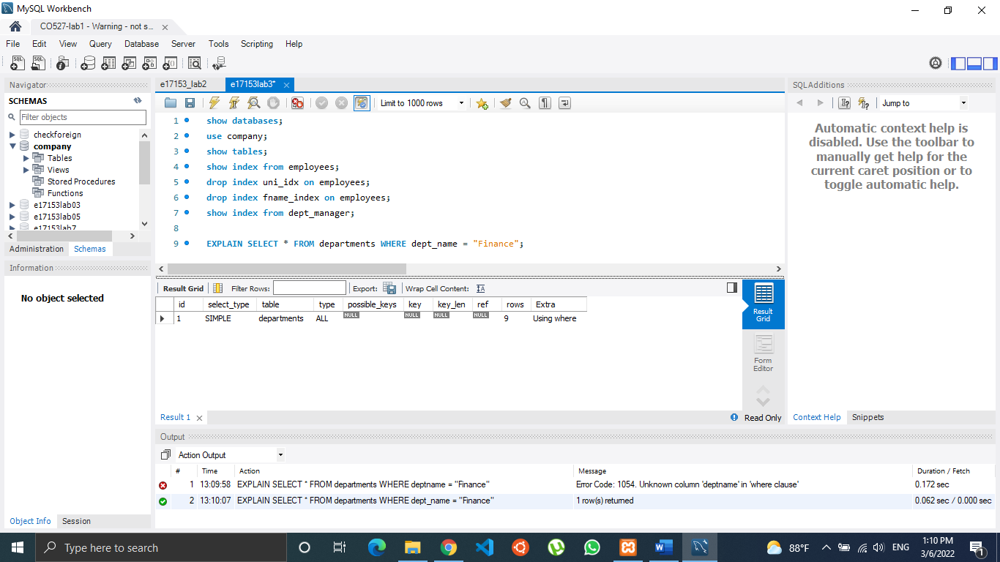 MySQL Workbench
CO527-lab1 - Warning - not s...
File Edit View Query Database Server Tools Scripting Help
Navigator
SCHEMAS
Filter objects
checkforeign
company
Tables
Views
Stored Procedures
Functions
e17153lab03
e17153lab05
e17153lab7
Administration Schemas
Information
No object selected
Object Info Session
e17153_lab2 e17153lab3*
Limit to 1000 rows
1 show databases;
2 use company;
3 show tables;
4 show index from employees;
5 drop index uni_idx on employees;
6 drop index fname_index on employees;
7 show index from dept_manager;
8
9 EXPLAIN SELECT * FROM departments WHERE dept_name = "Finance";
Result Grid Filter Rows: Export: Wrap Cell Content:
id select_type table type possible_keys key key_len ref rows Extra
1 SIMPLE departments ALL NULL NULL NULL NULL 9 Using where
Result
Grid
Form
Editor
Result 1
Read Only
SQLAdditions
Jump to
Automatic context help is
disabled. Use the toolbar to
manually get help for the
current caret position or to
toggle automatic help.
Context Help Snippets
Output
Action Output
# Time Action Message Duration / Fetch
1 13:09:58 EXPLAIN SELECT * FROM departments WHERE deptname = "Finance" Error Code: 1054. Unknown column 'deptname' in 'where clause' 0.172 sec
2 13:10:07 EXPLAIN SELECT * FROM departments WHERE dept_name = "Finance" 1 row(s) returned 0.062 sec / 0.000 sec
Type here to search
88°F
ENG
1:10 PM
3/6/2022
1